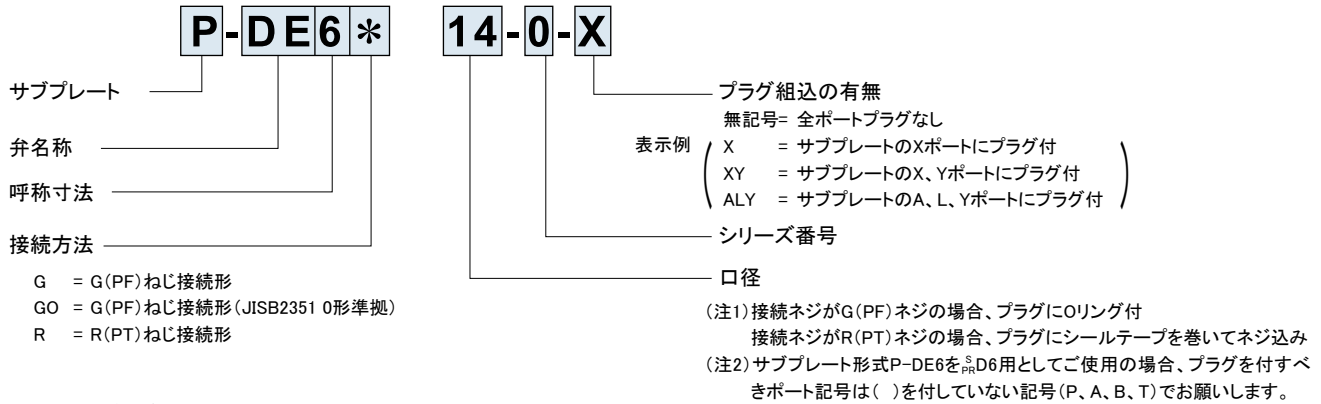 P-DE6* 14-0-X
サブプレート
弁名称
呼称寸法
接続方法
G = G(PF)ねじ接続形
GO = G(PF)ねじ接続形(JISB2351 O形準拠)
R = R(PT)ねじ接続形
プラグ組込の有無
無記号= 全ポートプラグなし
表示例
X = サブプレートのXポートにプラグ付
XY = サブプレートのX、Yポートにプラグ付
ALY = サブプレートのA、L、Yポートにプラグ付
シリーズ番号
口径
(注1)接続ネジがG(PF)ネジの場合、プラグにOリング付
接続ネジがR(PT)ネジの場合、プラグにシールテープを巻いてネジ込み
(注2)サブプレート形式P-DE6をS PR D6用としてご使用の場合、プラグを付すべ
きポート記号は( )を付していない記号(P、A、B、T)でお願いします。